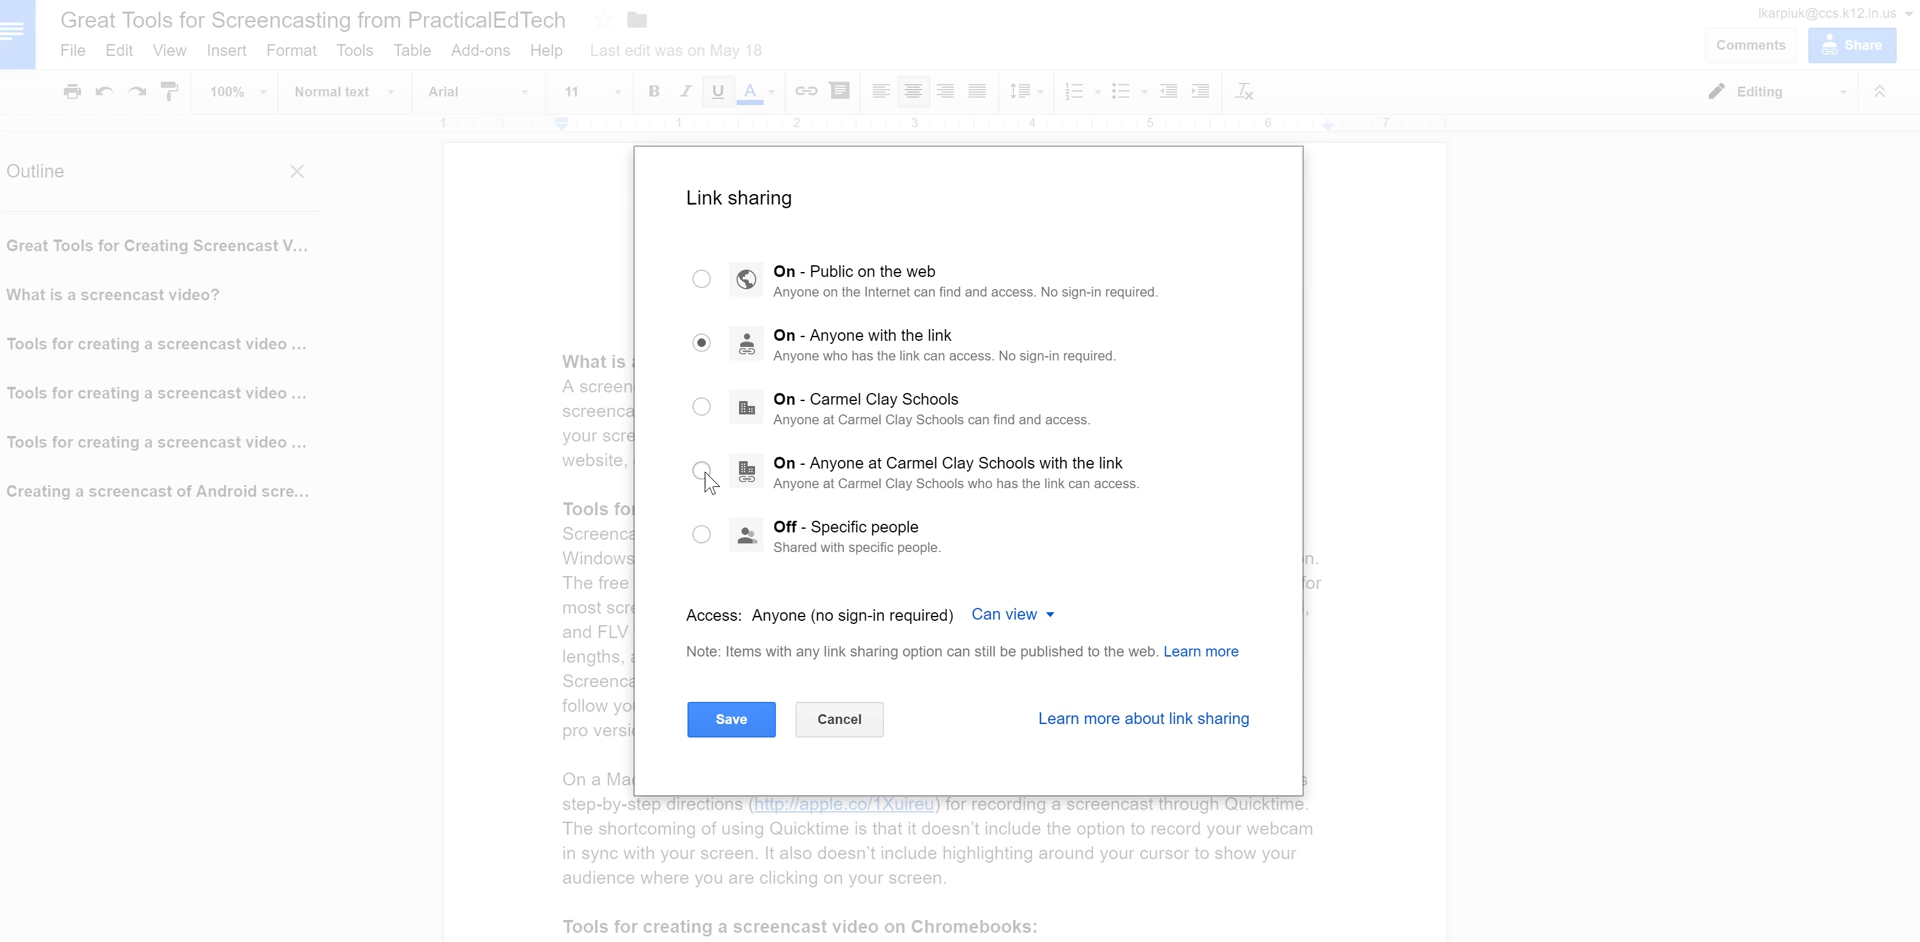 Great Tools for Screencasting from PracticalEdTech
lkarpiuk@ccs.k12.in.us
File Edit View Insert Format Tools Table Add-ons Help Last edit was on May 18
Comments Share
100% Normal text Arial 11 B I U A Editing
1 1 2 3 4 5 6 7
Outline
Great Tools for Creating Screencast V...
What is a screencast video?
Tools for creating a screencast video ...
Tools for creating a screencast video ...
Tools for creating a screencast video ...
Creating a screencast of Android scre...
Link sharing
On - Public on the web
Anyone on the Internet can find and access. No sign-in required.
On - Anyone with the link
Anyone who has the link can access. No sign-in required.
On - Carmel Clay Schools
Anyone at Carmel Clay Schools can find and access.
On - Anyone at Carmel Clay Schools with the link
Anyone at Carmel Clay Schools who has the link can access.
Off - Specific people
Shared with specific people.
Access: Anyone (no sign-in required) Can view
Note: Items with any link sharing option can still be published to the web. Learn more
Save Cancel Learn more about link sharing
What is
A screen
screenca
your scre
website,
Tools for
Screenca
Windows n.
The free for
most scre ,
and FLV
lengths,
Screenca
follow you
pro versi
On a Mac s
step-by-step directions (http://apple.co/1Xuireu) for recording a screencast through Quicktime.
The shortcoming of using Quicktime is that it doesn't include the option to record your webcam
in sync with your screen. It also doesn't include highlighting around your cursor to show your
audience where you are clicking on your screen.
Tools for creating a screencast video on Chromebooks: